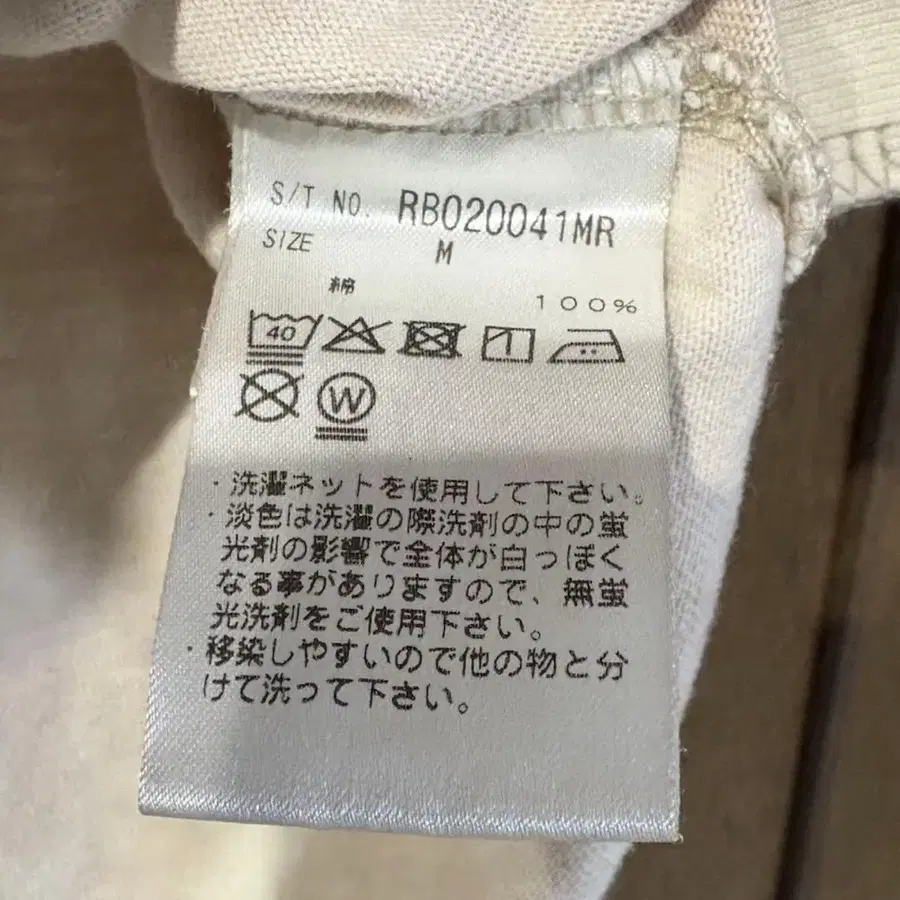 S/T NO. RB020041MR
SIZE M
綿 100%
40
W
・洗濯ネットを使用して下さい。
・淡色は洗濯の際洗剤の中の蛍
光剤の影響で全体が白っぽく
なる事がありますので、無蛍
光洗剤をご使用下さい。
・移染しやすいので他の物と分
けて洗って下さい。